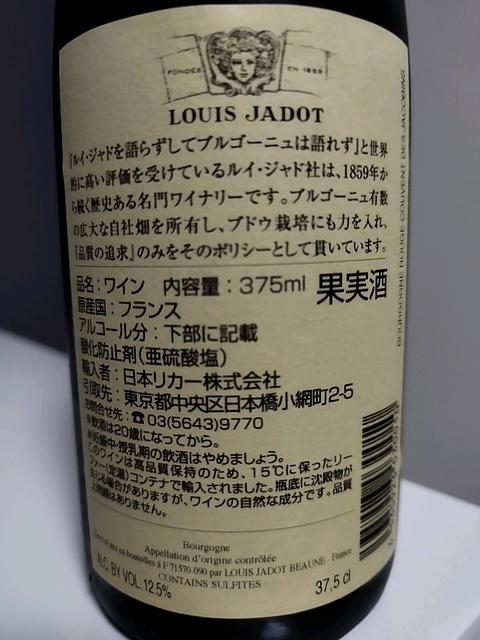 FONDÉE EN 1859
LOUIS JADOT
『ルイ・ジャドを語らずしてブルゴーニュは語れず』と世界
的に高い評価を受けているルイ・ジャド社は、1859年か
ら続く歴史ある名門ワイナリーです。ブルゴーニュ有数
の広大な自社畑を所有し、ブドウ栽培にも力を入れ、
『品質の追求』のみをそのポリシーとして貫いています。
品名：ワイン 内容量：375ml 果実酒
原産国：フランス
アルコール分：下部に記載
酸化防止剤（亜硫酸塩）
輸入者：日本リカー株式会社
引取先：東京都中央区日本橋小網町2-5
お問合せ先：☎03(5643)9770
※飲酒は20歳になってから。
※妊娠中・授乳期の飲酒はやめましょう。
このワインは高品質保持のため、15℃に保ったリー
ファー(定温)コンテナで輸入されました。瓶底に沈殿物が
生じる場合がありますが、ワインの自然な成分です。品質
上問題はありません。
Bourgogne
Appellation d'origine contrôlée
et mis en bouteilles à F 71570-090 par LOUIS JADOT BEAUNE - France
ALC. BY VOL. 12.5% CONTAINS SULFITES 37,5 cl
BOURGOGNE ROUGE COUVENT DES JACOBINS